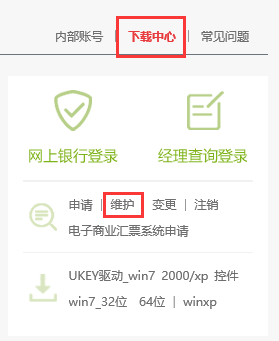 内部账号 | 下载中心 | 常见问题
网上银行登录 经理查询登录
申请 | 维护 变更 | 注销
电子商业汇票系统申请
UKEY驱动_win7 2000/xp 控件
win7_32位 64位 | winxp